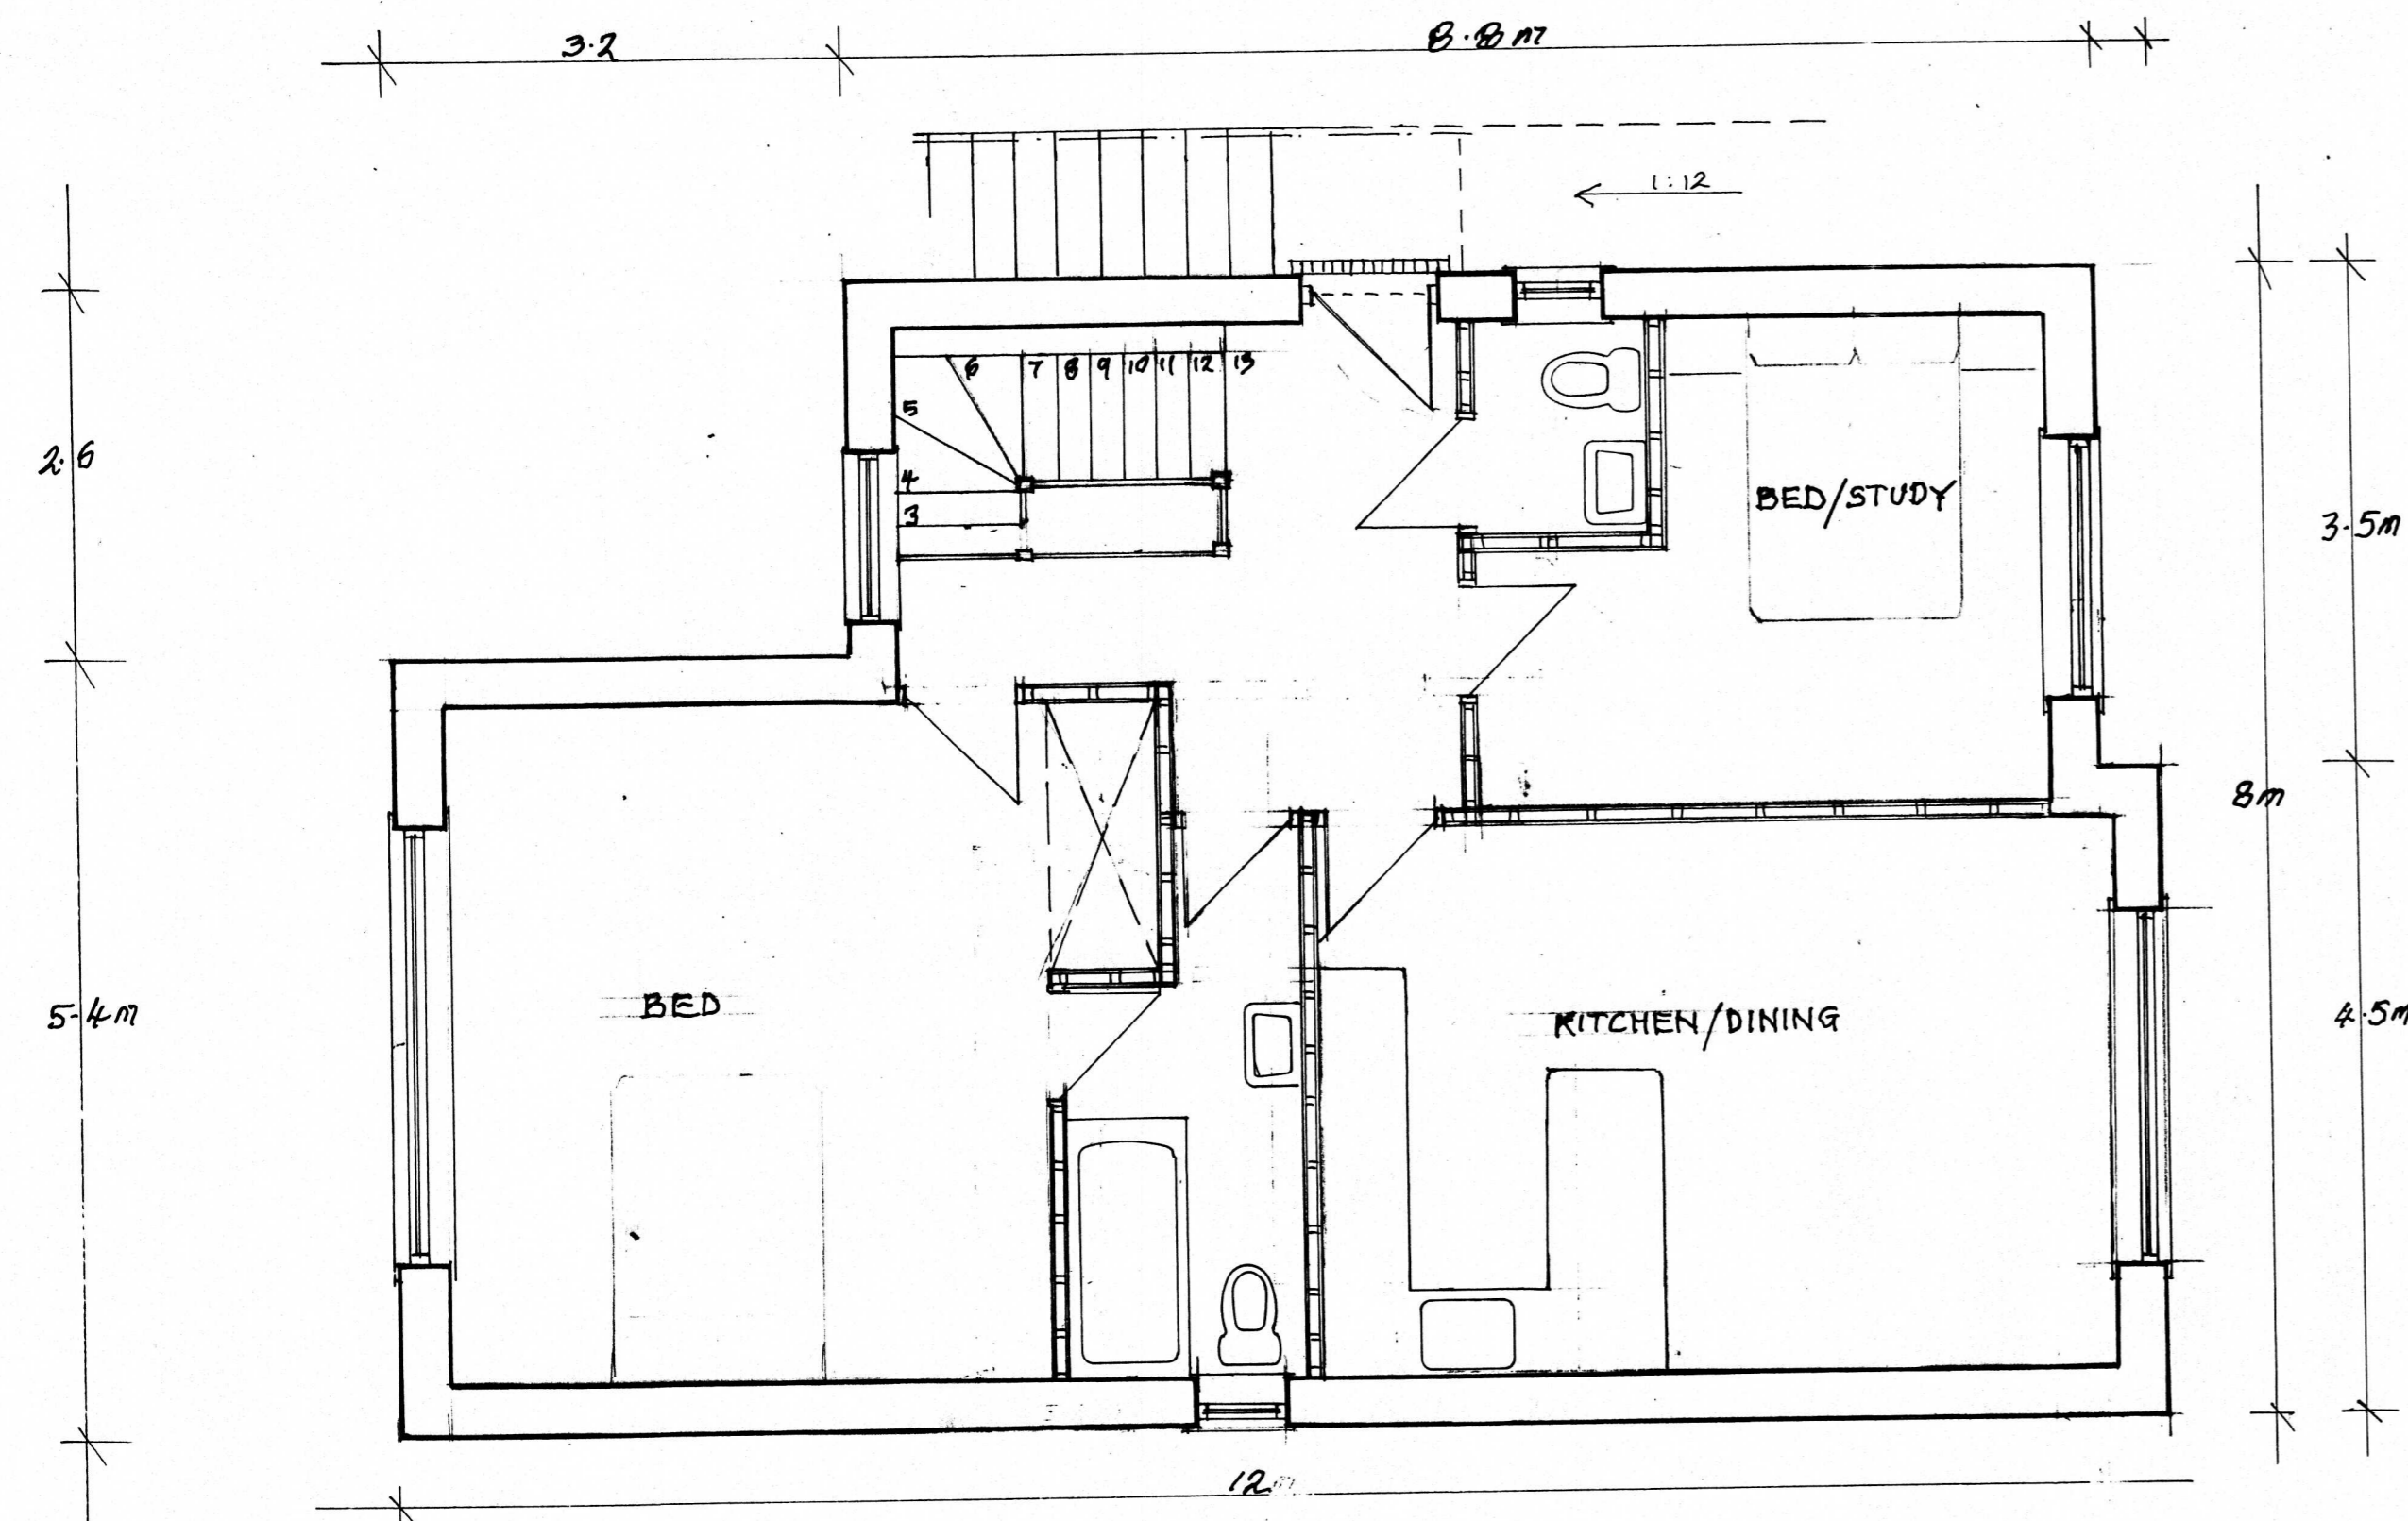 3.2
8.8m
1:12
6 7 8 9 10 11 12 13
5
4
3
2.6
BED/STUDY
3.5m
8m
BED
KITCHEN/DINING
5.4m
4.5m
12m